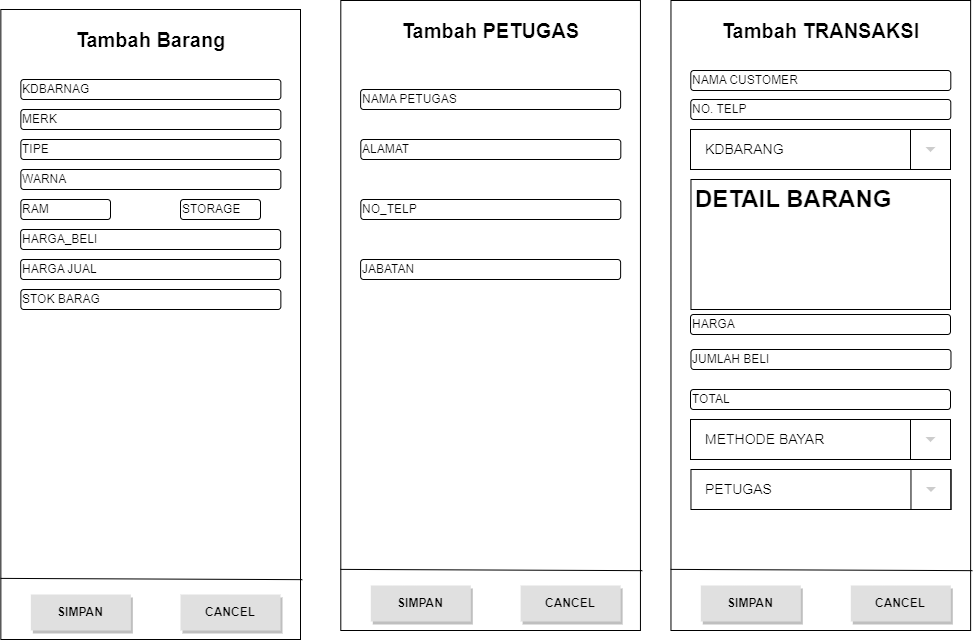 Tambah Barang
KDBARNAG
MERK
TIPE
WARNA
RAM STORAGE
HARGA_BELI
HARGA JUAL
STOK BARAG
SIMPAN CANCEL
Tambah PETUGAS
NAMA PETUGAS
ALAMAT
NO_TELP
JABATAN
SIMPAN CANCEL
Tambah TRANSAKSI
NAMA CUSTOMER
NO. TELP
KDBARANG
DETAIL BARANG
HARGA
JUMLAH BELI
TOTAL
METHODE BAYAR
PETUGAS
SIMPAN CANCEL